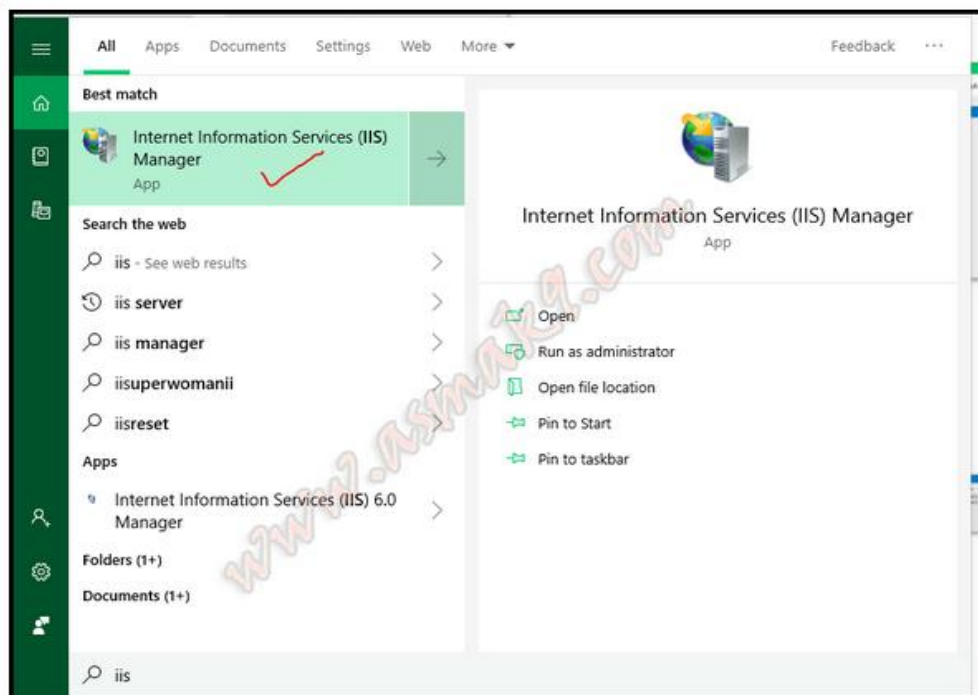 All Apps Documents Settings Web More Feedback ...
Best match
Internet Information Services (IIS)
Manager
App
Search the web
iis - See web results
iis server
iis manager
iisuperwomanii
iisreset
Apps
Internet Information Services (IIS) 6.0
Manager
Folders (1+)
Documents (1+)
Internet Information Services (IIS) Manager
App
Open
Run as administrator
Open file location
Pin to Start
Pin to taskbar
iis
www.asmak9.com